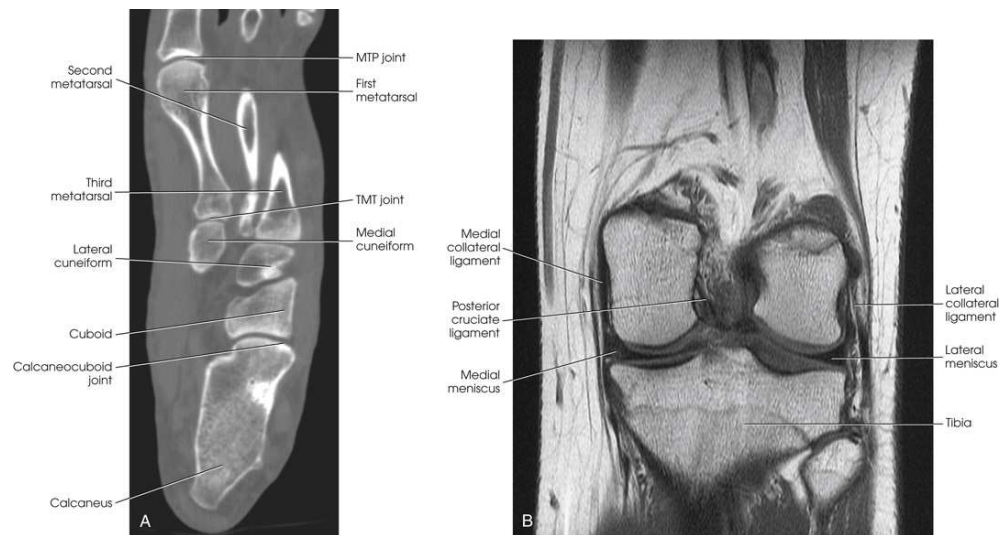 MTP joint
Second
metatarsal
First
metatarsal
Third
metatarsal
TMT joint
Medial
cuneiform
Lateral
cuneiform
Cuboid
Calcaneocuboid
joint
Calcaneus
A
Medial
collateral
ligament
Posterior
cruciate
ligament
Medial
meniscus
Lateral
collateral
ligament
Lateral
meniscus
Tibia
B